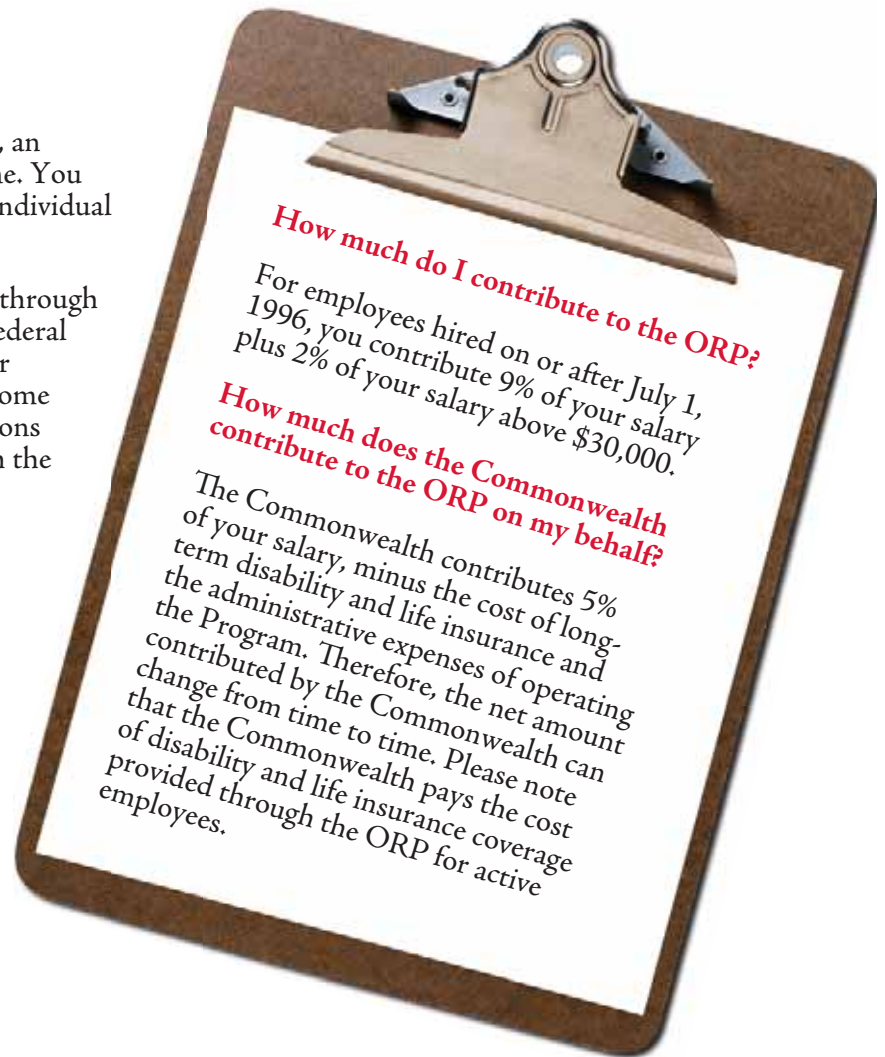 , an
ne. You
individual
through
ederal
r
ome
ons
n the
How much do I contribute to the ORP?
For employees hired on or after July 1,
1996, you contribute 9% of your salary
plus 2% of your salary above $30,000.
How much does the Commonwealth
contribute to the ORP on my behalf?
The Commonwealth contributes 5%
of your salary, minus the cost of long-
term disability and life insurance and
the administrative expenses of operating
the Program. Therefore, the net amount
contributed by the Commonwealth can
change from time to time. Please note
that the Commonwealth pays the cost
of disability and life insurance coverage
provided through the ORP for active
employees.